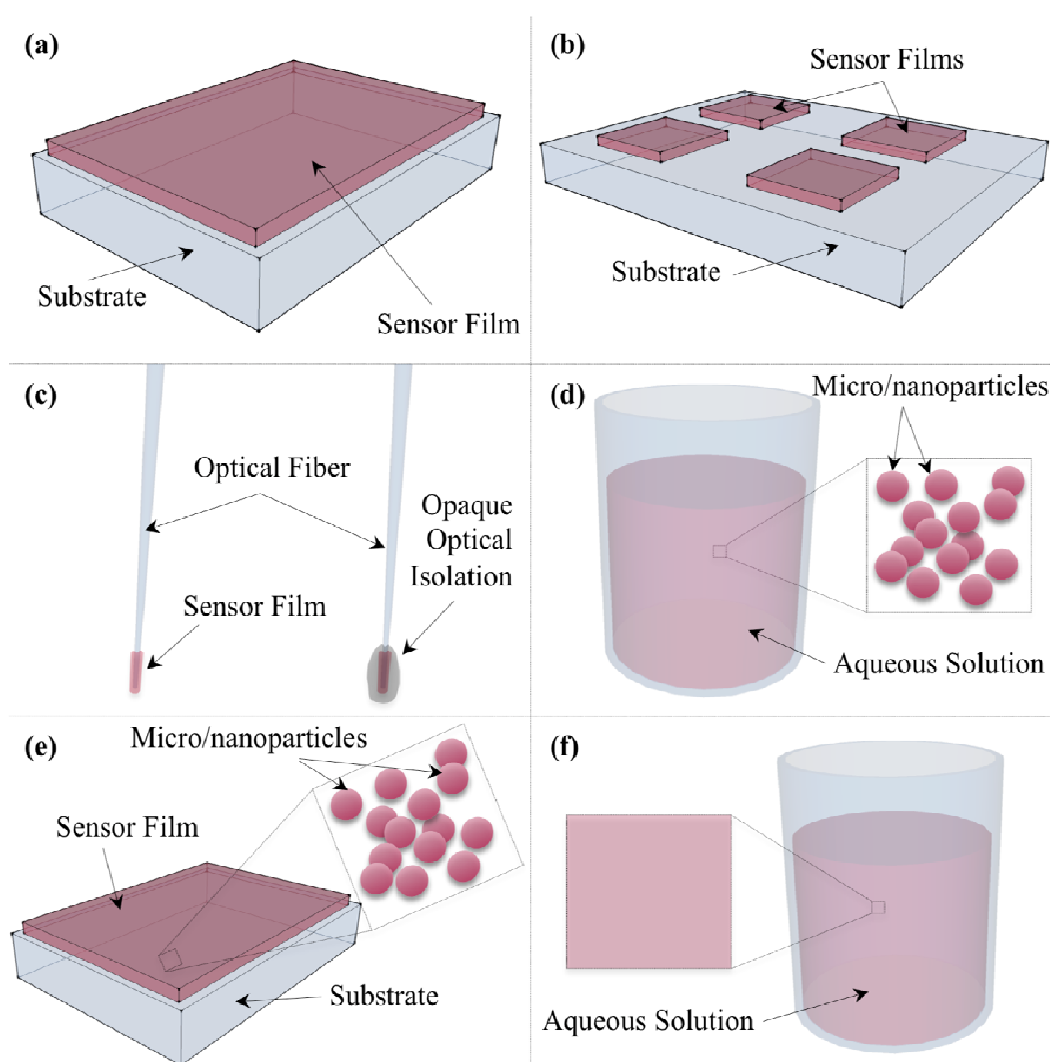 (a)
Substrate
Sensor Film
(b)
Sensor Films
Substrate
(c)
Optical Fiber
Opaque
Optical
Isolation
Sensor Film
(d)
Micro/nanoparticles
Aqueous Solution
(e)
Micro/nanoparticles
Sensor Film
Substrate
(f)
Aqueous Solution